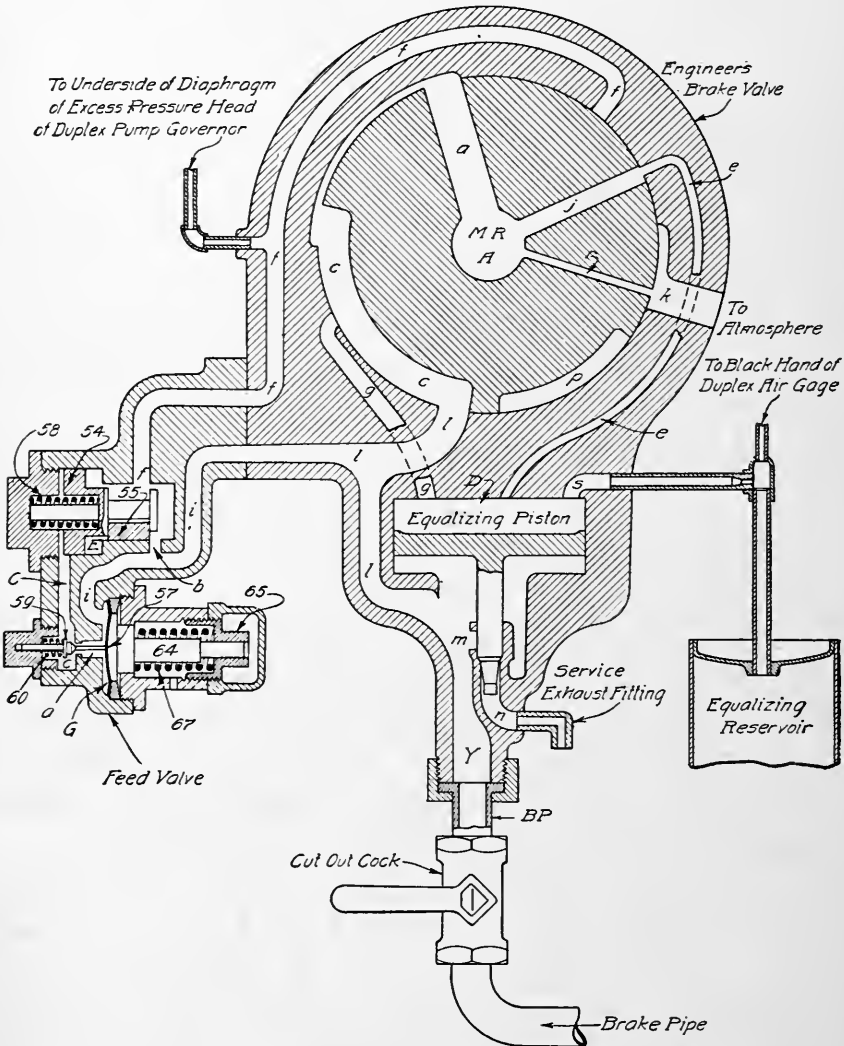 To Underside of Diaphragm
of Excess Pressure Head
of Duplex Pump Governor
Engineer's
Brake Valve
f
f
f
a
j
e
M R
A
k
To
Atmosphere
To Black Hand of
Duplex Air Gage
f
f
f
c
c
g
l
p
e
l
i
l
g
D
s
Equalizing Piston
58
54
55
E
C
b
i
57
59
c
60
a
G
64
65
67
Feed Valve
m
n
Y
Service
Exhaust Fitting
Equalizing
Reservoir
BP
Cut Out Cock
Brake Pipe